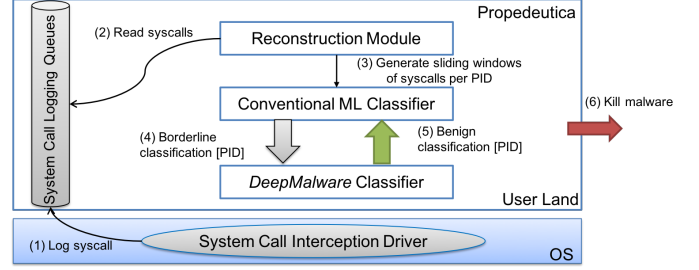 Propedeutica
System Call Logging Queues
(2) Read syscalls
Reconstruction Module
(3) Generate sliding windows
of syscalls per PID
Conventional ML Classifier
(6) Kill malware
(4) Borderline
classification [PID]
(5) Benign
classification [PID]
DeepMalware Classifier
User Land
(1) Log syscall
System Call Interception Driver
OS